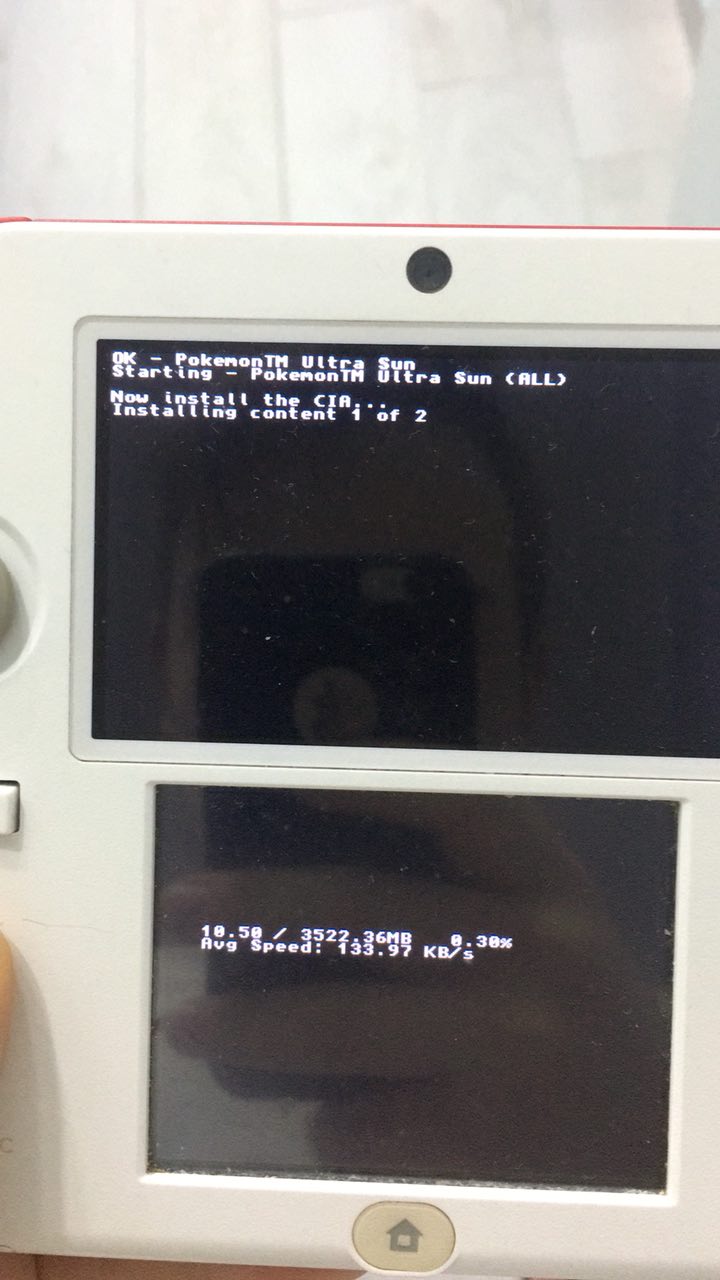 OK - PokemonTM Ultra Sun
Starting - PokemonTM Ultra Sun (ALL)
Now install the CIA...
Installing content 1 of 2
10.50 / 3522.36MB 0.30%
Avg Speed: 133.97 KB/s